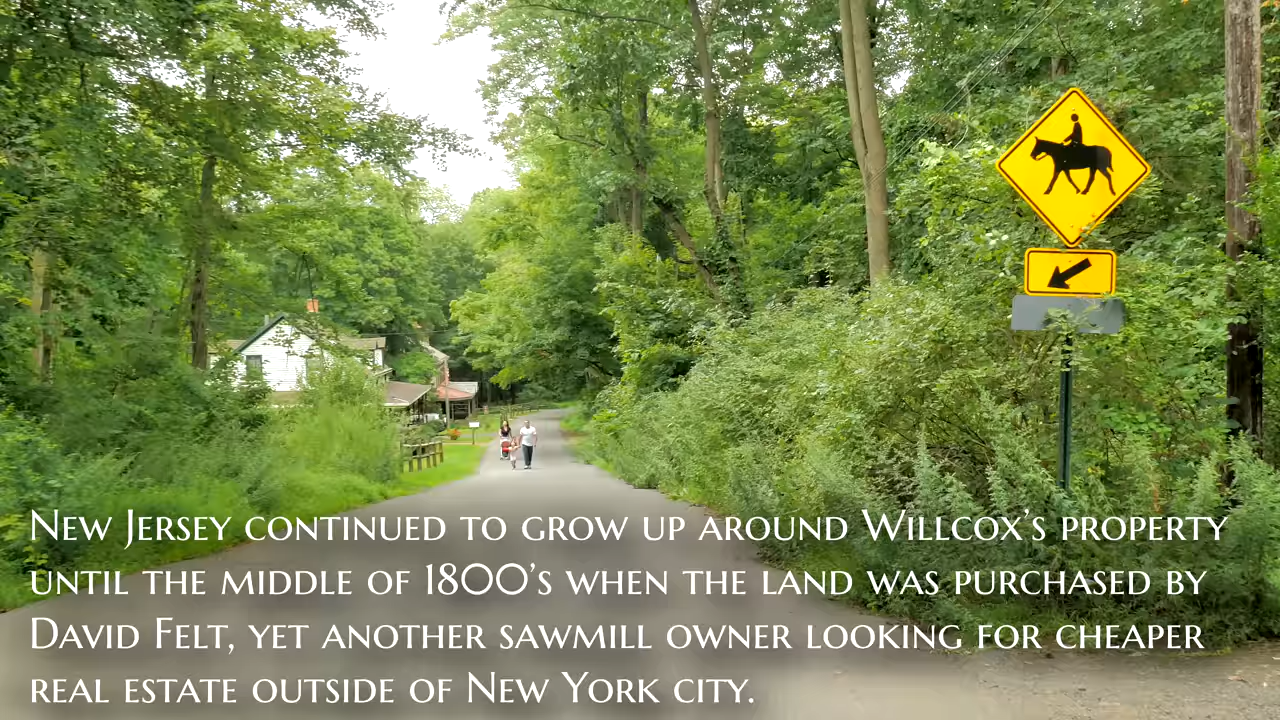 New Jersey continued to grow up around Willcox's property
until the middle of 1800's when the land was purchased by
David Felt, yet another sawmill owner looking for cheaper
real estate outside of New York city.